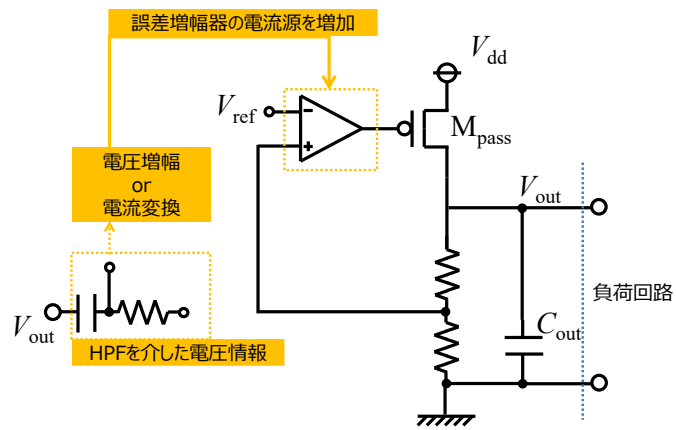 誤差増幅器の電流源を増加
Vdd
Vref
Mpass
電圧増幅
or
電流変換
Vout
負荷回路
Vout
Cout
HPFを介した電圧情報